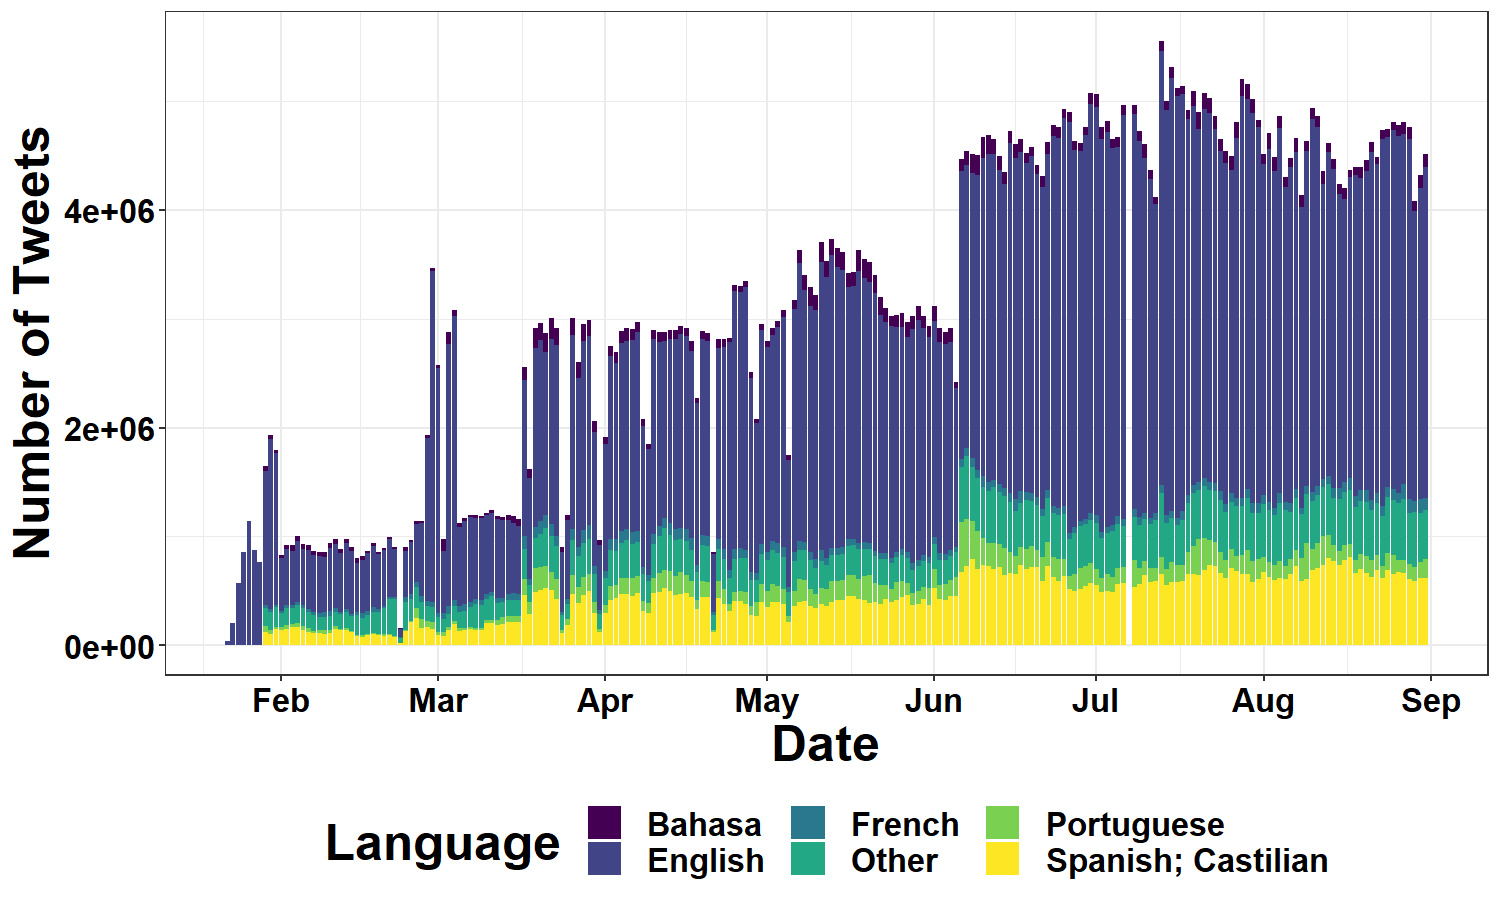 Number of Tweets
4e+06
2e+06
0e+00
Feb Mar Apr May Jun Jul Aug Sep
Date
Language
Bahasa French Portuguese
English Other Spanish; Castilian